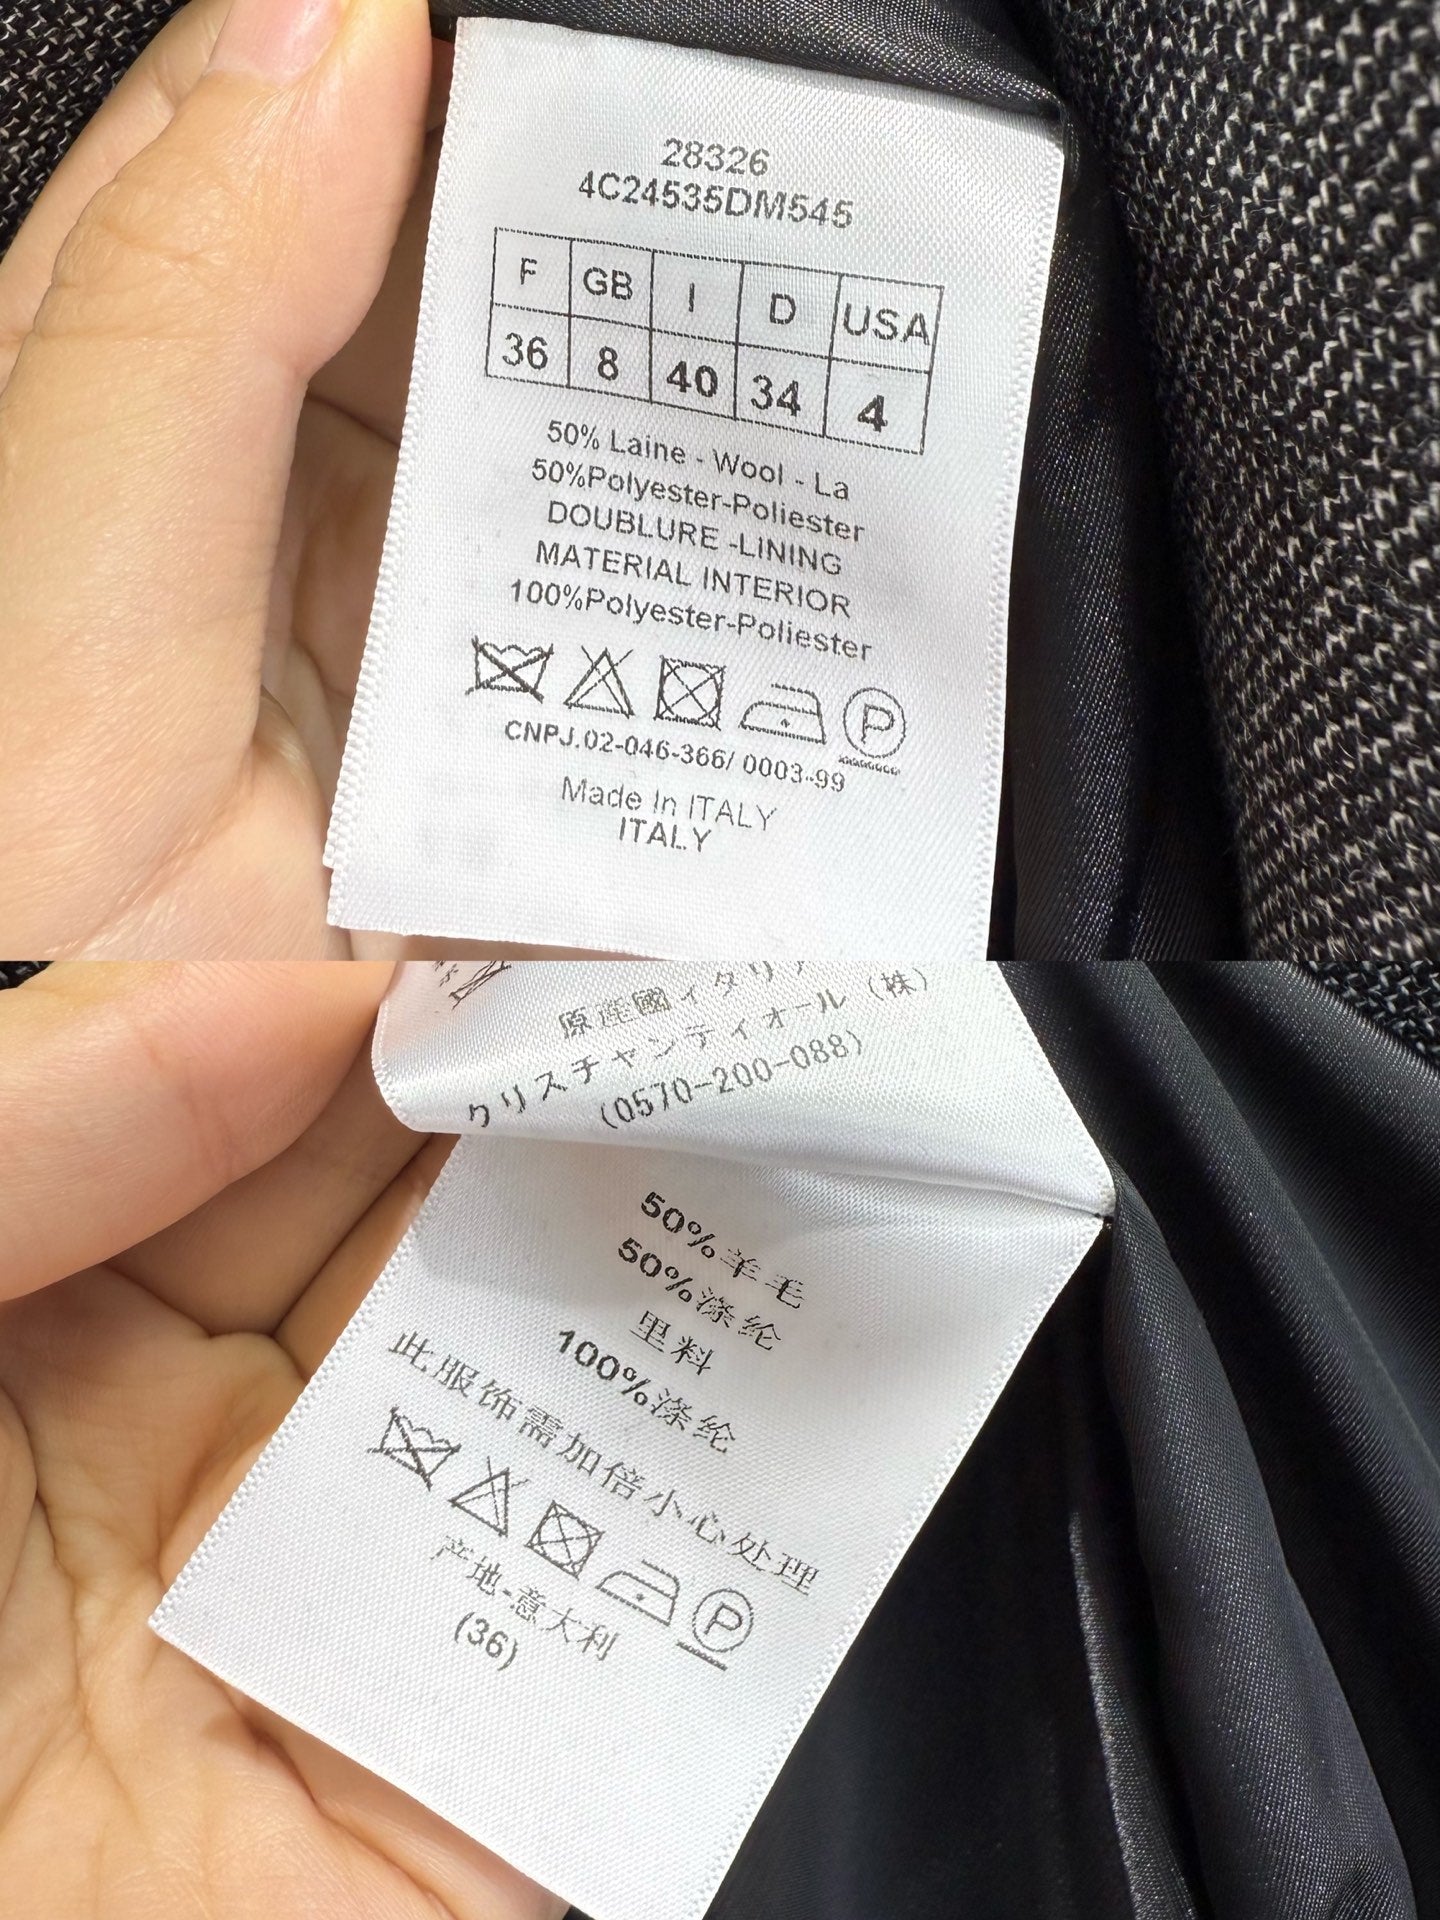 28326
4C24535DM545
F GB I D USA
36 8 40 34 4
50% Laine - Wool - La
50%Polyester-Poliester
DOUBLURE -LINING
MATERIAL INTERIOR
100%Polyester-Poliester
P
CNPJ.02-046-366/ 0003-99
Made In ITALY
ITALY
原産國イタリア
クリスチャンディオール（株）
(0570-200-088)
50%羊毛
50%涤纶
里料
100%涤纶
此服饰需加倍小心处理
P
产地-意大利
(36)